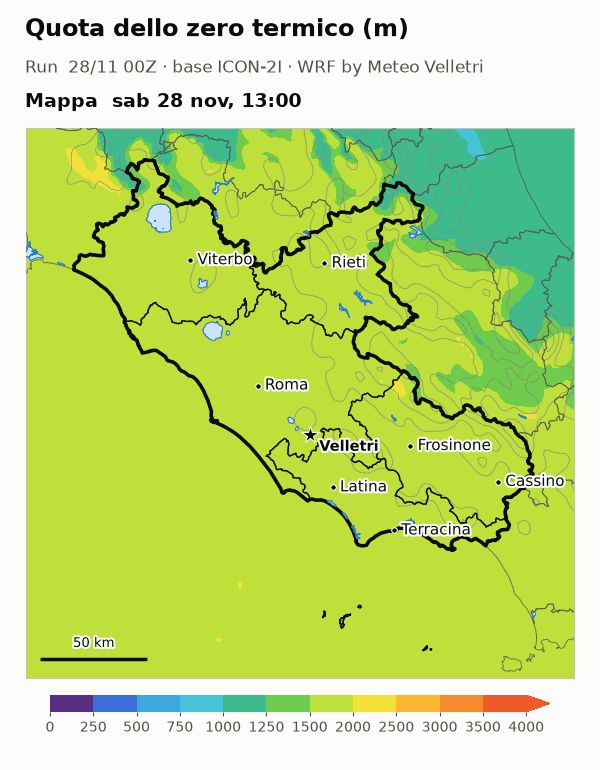 Quota dello zero termico (m)
Run  28/11 00Z · base ICON-2I · WRF by Meteo Velletri
Mappa  sab 28 nov, 13:00
Viterbo
Rieti
Roma
Velletri
Frosinone
Cassino
Latina
Terracina
50 km
0 250 500 750 1000 1250 1500 2000 2500 3000 3500 4000